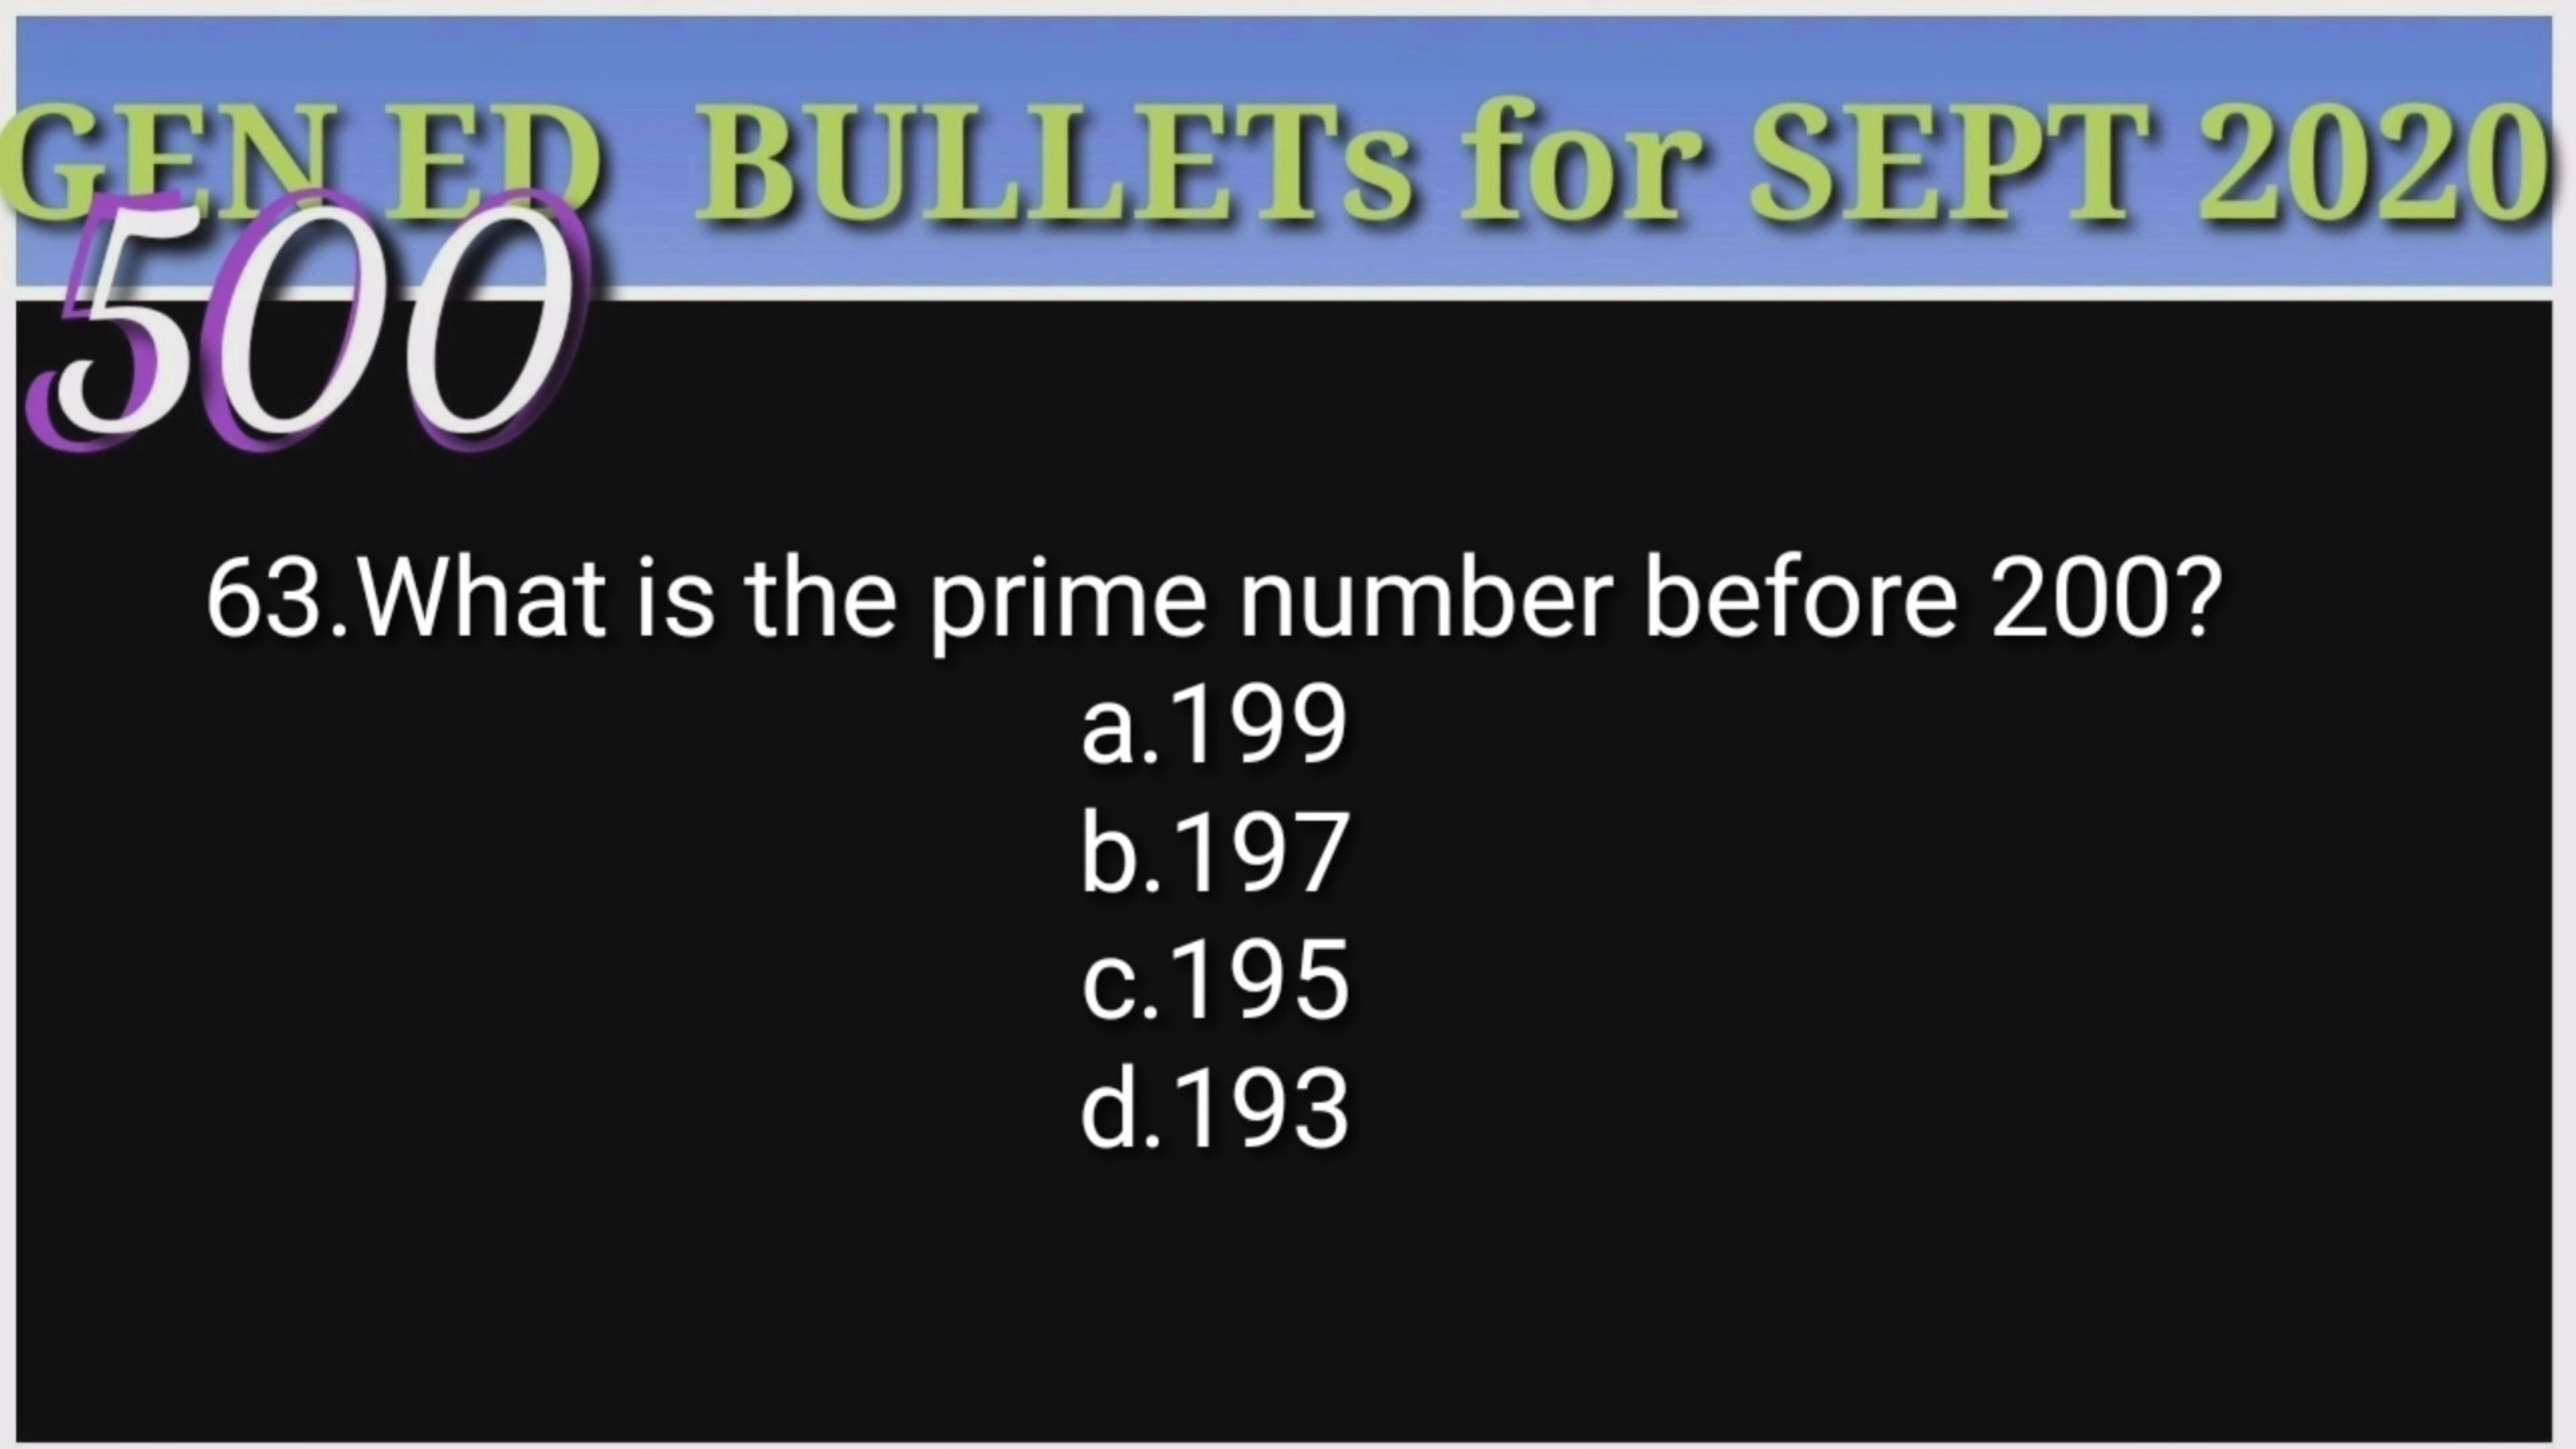 GEN ED BULLETs for SEPT 2020
500
63.What is the prime number before 200?
a.199
b.197
c.195
d.193